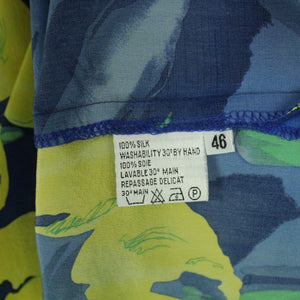 100% SILK
WASHABILITY 30° BY HAND
100% SOIE
LAVABLE 30° MAIN
REPASSAGE DELICAT
30° MAIN
P
46